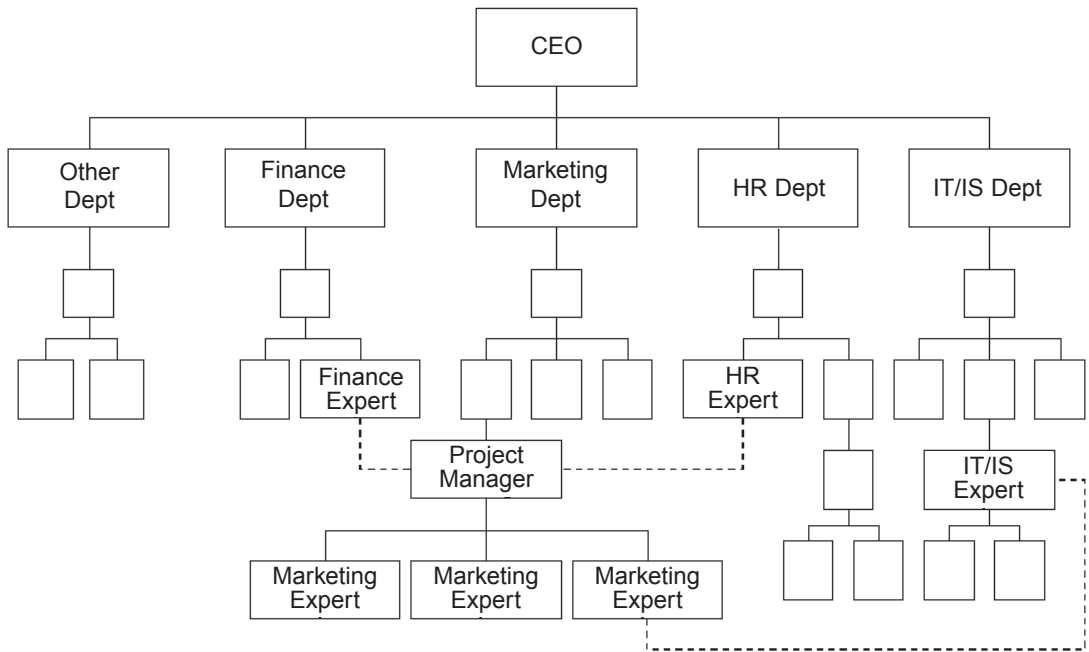 CEO
Other
Dept
Finance
Dept
Marketing
Dept
HR Dept
IT/IS Dept
Finance
Expert
HR
Expert
Project
Manager
IT/IS
Expert
Marketing
Expert
Marketing
Expert
Marketing
Expert